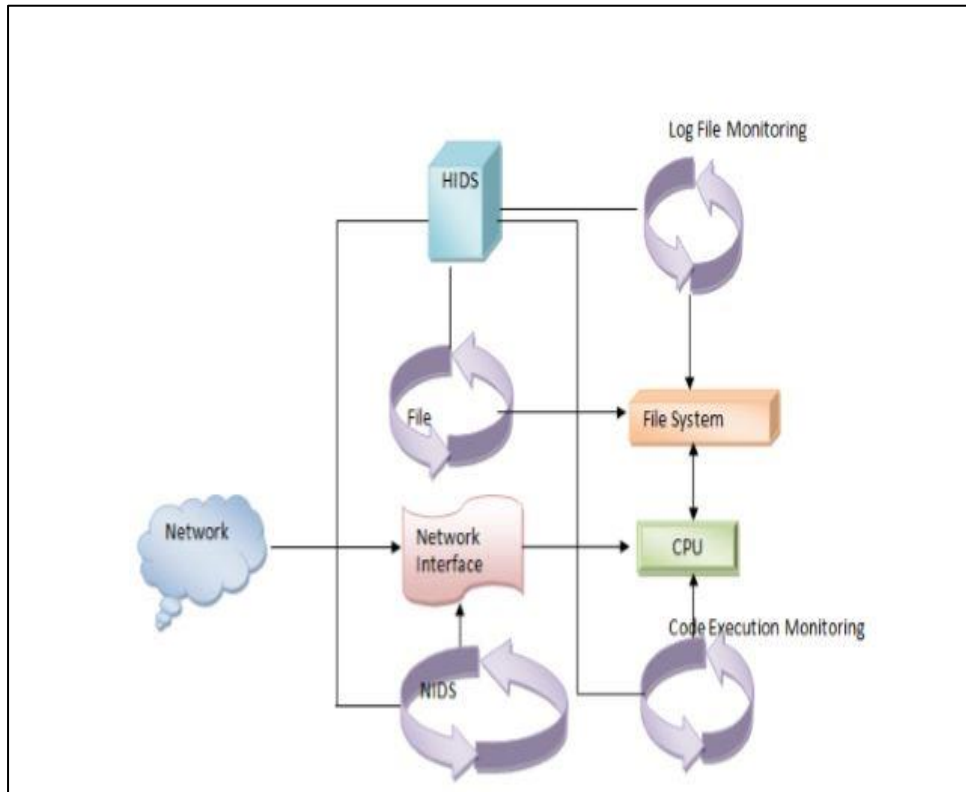 Log File Monitoring
HIDS
File
File System
Network
Network
Interface
CPU
Code Execution Monitoring
NIDS